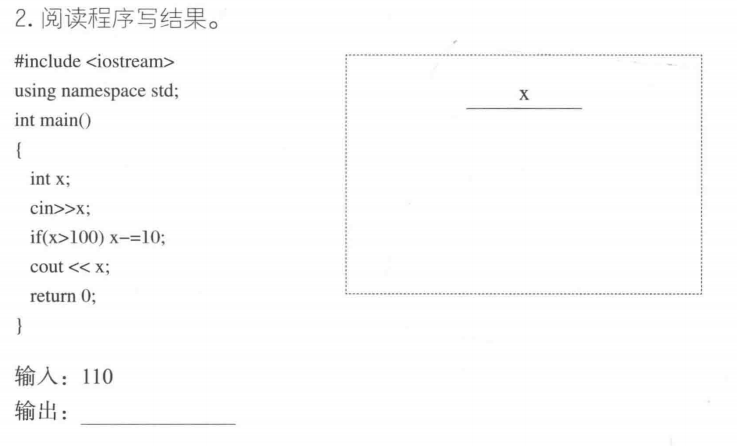 2. 阅读程序写结果。
#include <iostream>
using namespace std;
int main()
{
int x;
cin>>x;
if(x>100) x−=10;
cout << x;
return 0;
}
x
输入：110
输出：